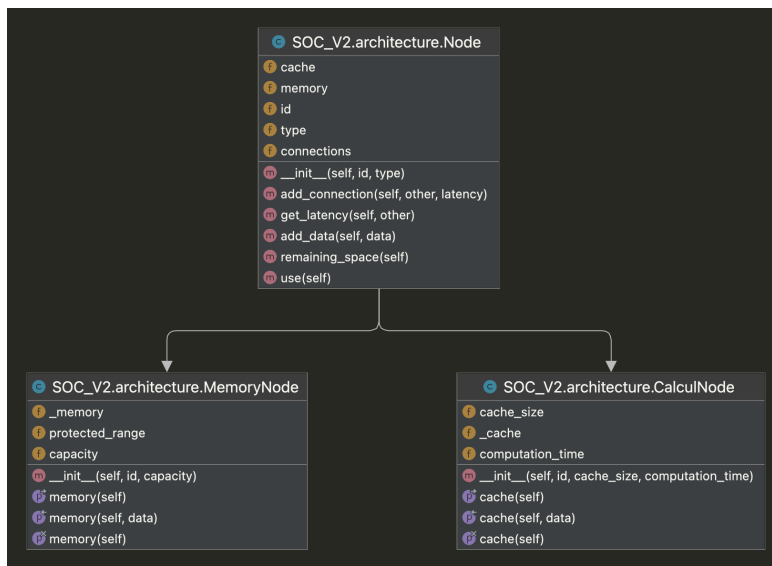 SOC_V2.architecture.Node
cache
memory
id
type
connections
__init__(self, id, type)
add_connection(self, other, latency)
get_latency(self, other)
add_data(self, data)
remaining_space(self)
use(self)
SOC_V2.architecture.MemoryNode
_memory
protected_range
capacity
__init__(self, id, capacity)
memory(self)
memory(self, data)
memory(self)
SOC_V2.architecture.CalculNode
cache_size
_cache
computation_time
__init__(self, id, cache_size, computation_time)
cache(self)
cache(self, data)
cache(self)